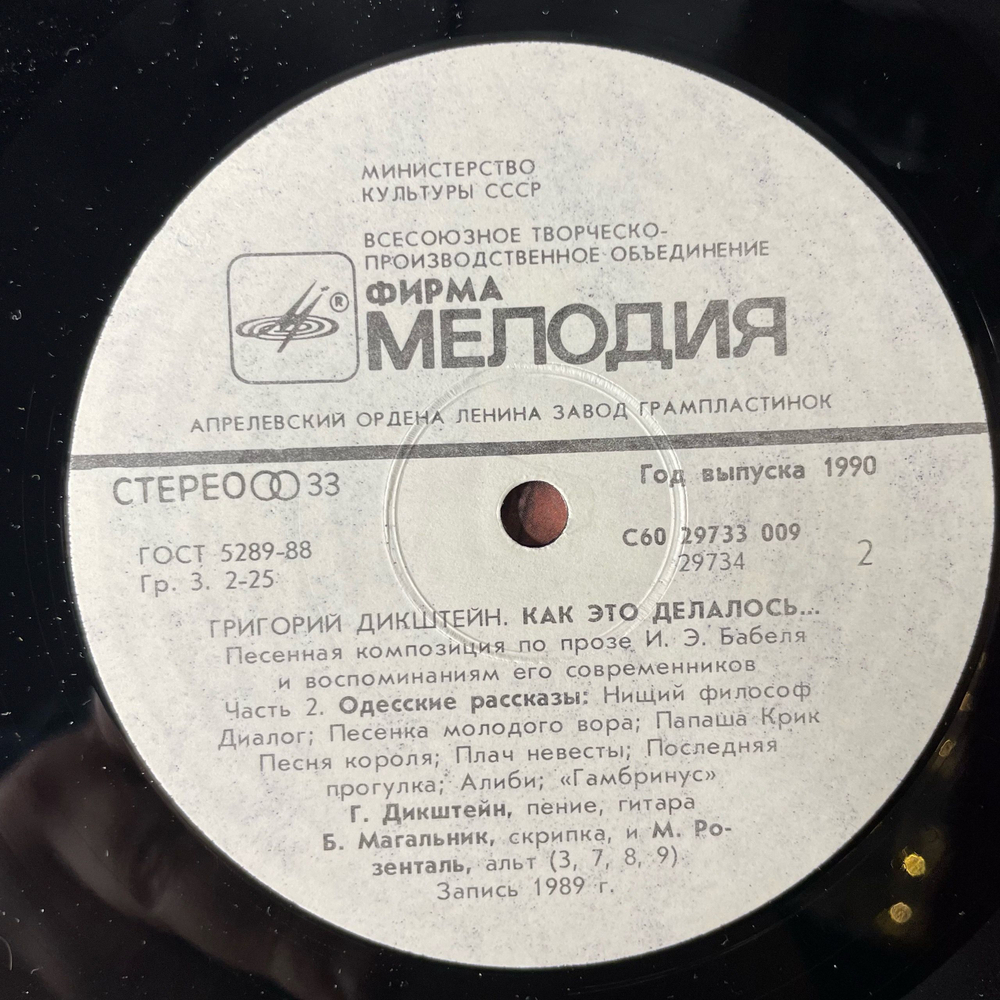 МИНИСТЕРСТВО
КУЛЬТУРЫ СССР
ВСЕСОЮЗНОЕ ТВОРЧЕСКО-
ПРОИЗВОДСТВЕННОЕ ОБЪЕДИНЕНИЕ
®
ФИРМА
МЕЛОДИЯ
АПРЕЛЕВСКИЙ ОРДЕНА ЛЕНИНА ЗАВОД ГРАМПЛАСТИНОК
СТЕРЕО 33
Год выпуска 1990
ГОСТ 5289-88
Гр. 3. 2-25
С60 29733 009
29734
2
ГРИГОРИЙ ДИКШТЕЙН. КАК ЭТО ДЕЛАЛОСЬ...
Песенная композиция по прозе И. Э. Бабеля
и воспоминаниям его современников
Часть 2. Одесские рассказы: Нищий философ
Диалог; Песенка молодого вора; Папаша Крик
Песня короля; Плач невесты; Последняя
прогулка; Алиби; «Гамбринус»
Г. Дикштейн, пение, гитара
Б. Магальник, скрипка, и М. Ро-
зенталь, альт (3, 7, 8, 9)
Запись 1989 г.